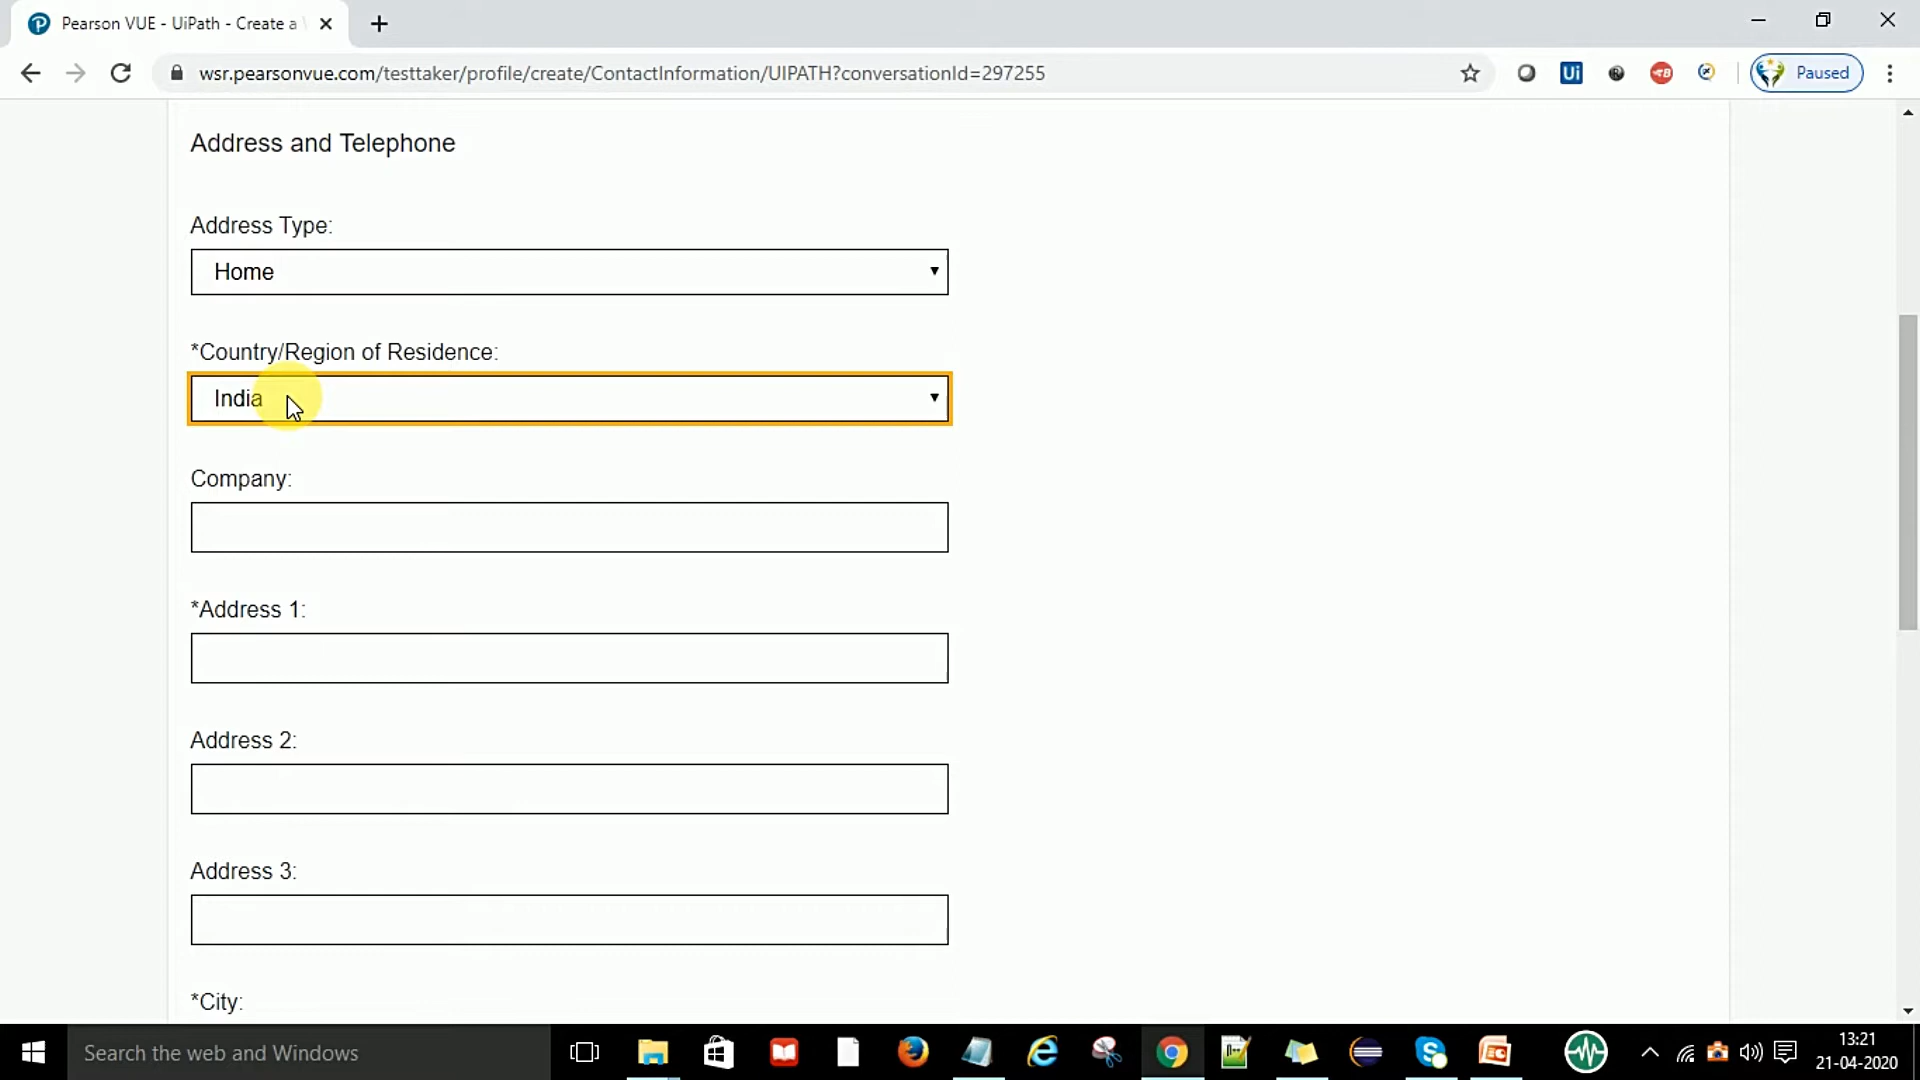 Pearson VUE - UiPath - Create a
wsr.pearsonvue.com/testtaker/profile/create/ContactInformation/UIPATH?conversationId=297255
Ui
Paused
Address and Telephone
Address Type:
Home
*Country/Region of Residence:
India
Company:
*Address 1:
Address 2:
Address 3:
*City:
Search the web and Windows
13:21
21-04-2020